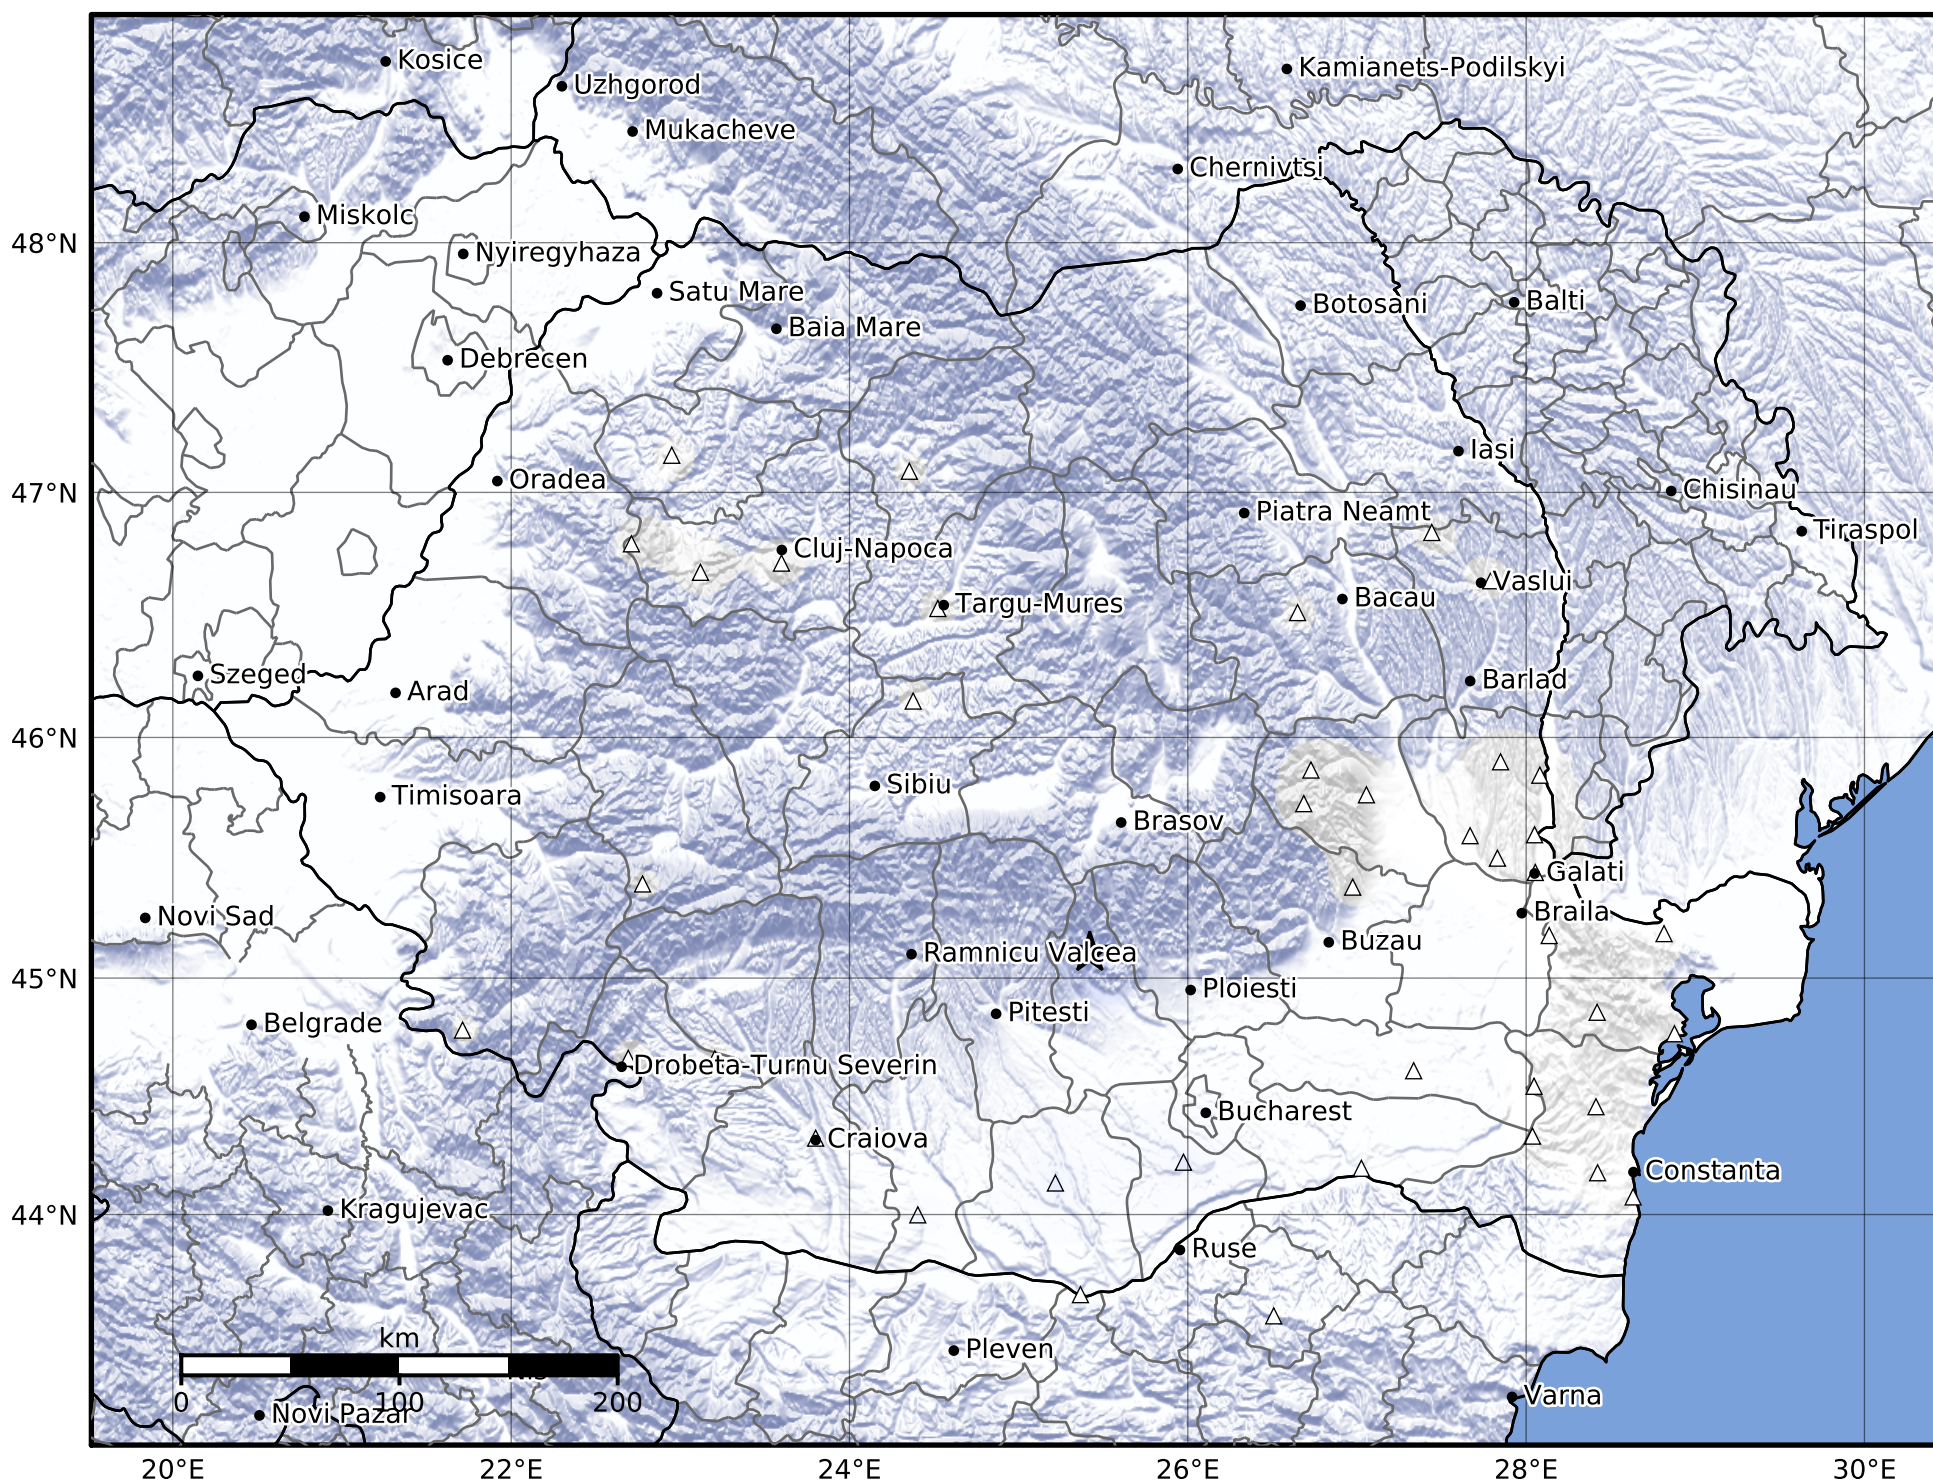 Kosice
Kamianets-Podilskyi
Uzhgorod
Mukacheve
Chernivtsi
Miskolc
48°N
Nyiregyhaza
Satu Mare
Botosani
Balti
Baia Mare
Debrecen
Iasi
Oradea
47°N
Chisinau
Piatra Neamt
Tiraspol
Cluj-Napoca
Vaslui
Bacau
Targu-Mures
Szeged
Barlad
Arad
46°N
Sibiu
Timisoara
Brasov
Galati
Braila
Novi Sad
Buzau
Ramnicu Valcea
45°N
Ploiesti
Pitesti
Belgrade
Drobeta-Turnu Severin
Bucharest
Craiova
Constanta
Kragujevac
44°N
Ruse
km
Pleven
0 100 200
Varna
Novi Pazar
20°E 22°E 24°E 26°E 28°E 30°E